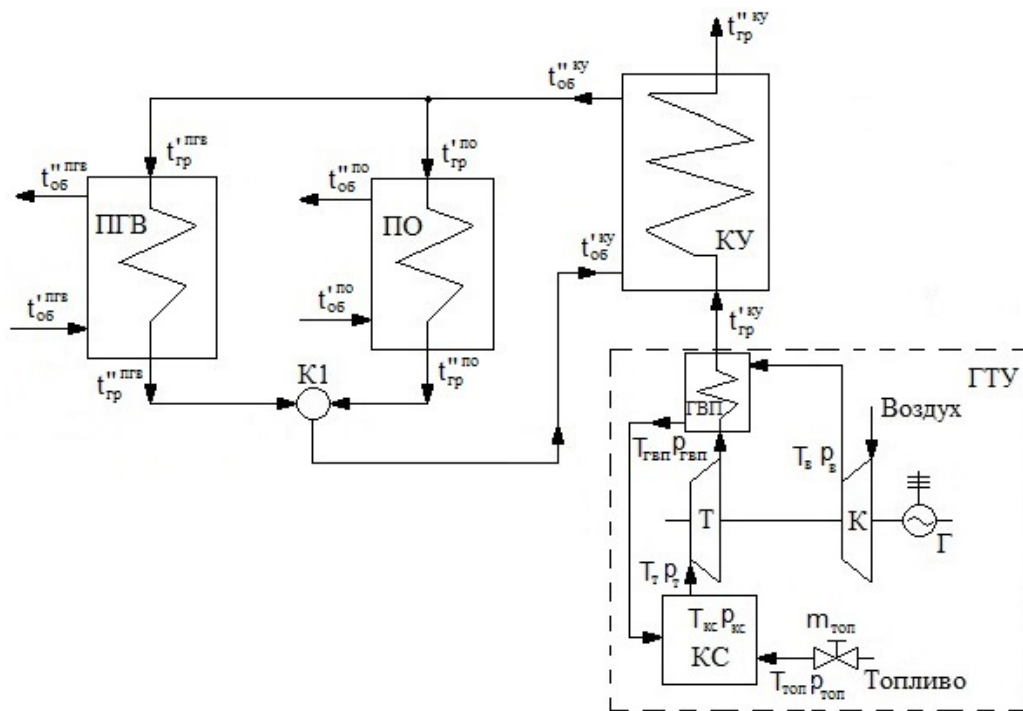 t''гр ку
t''об ку
t'гр пгв
t'гр по
t''об пгв
t''об по
ПГВ
ПО
КУ
t'об ку
t'об пгв
t'об по
t'гр ку
t''гр пгв
К1
t''гр по
ГТУ
ГВП
Воздух
Tгвп pгвп
Tв pв
Т
К
Г
Tт pт
Tкс pкс
mтоп
КС
Tтоп pтоп
Топливо